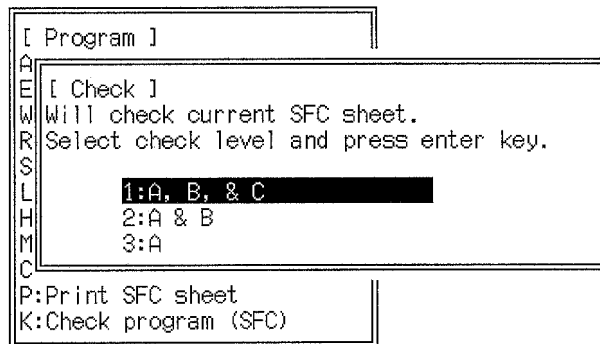 [ Program ]
A
E
W
R
S
L
H
M
C
[ Check ]
Will check current SFC sheet.
Select check level and press enter key.
1:A, B, & C
2:A & B
3:A
P:Print SFC sheet
K:Check program (SFC)